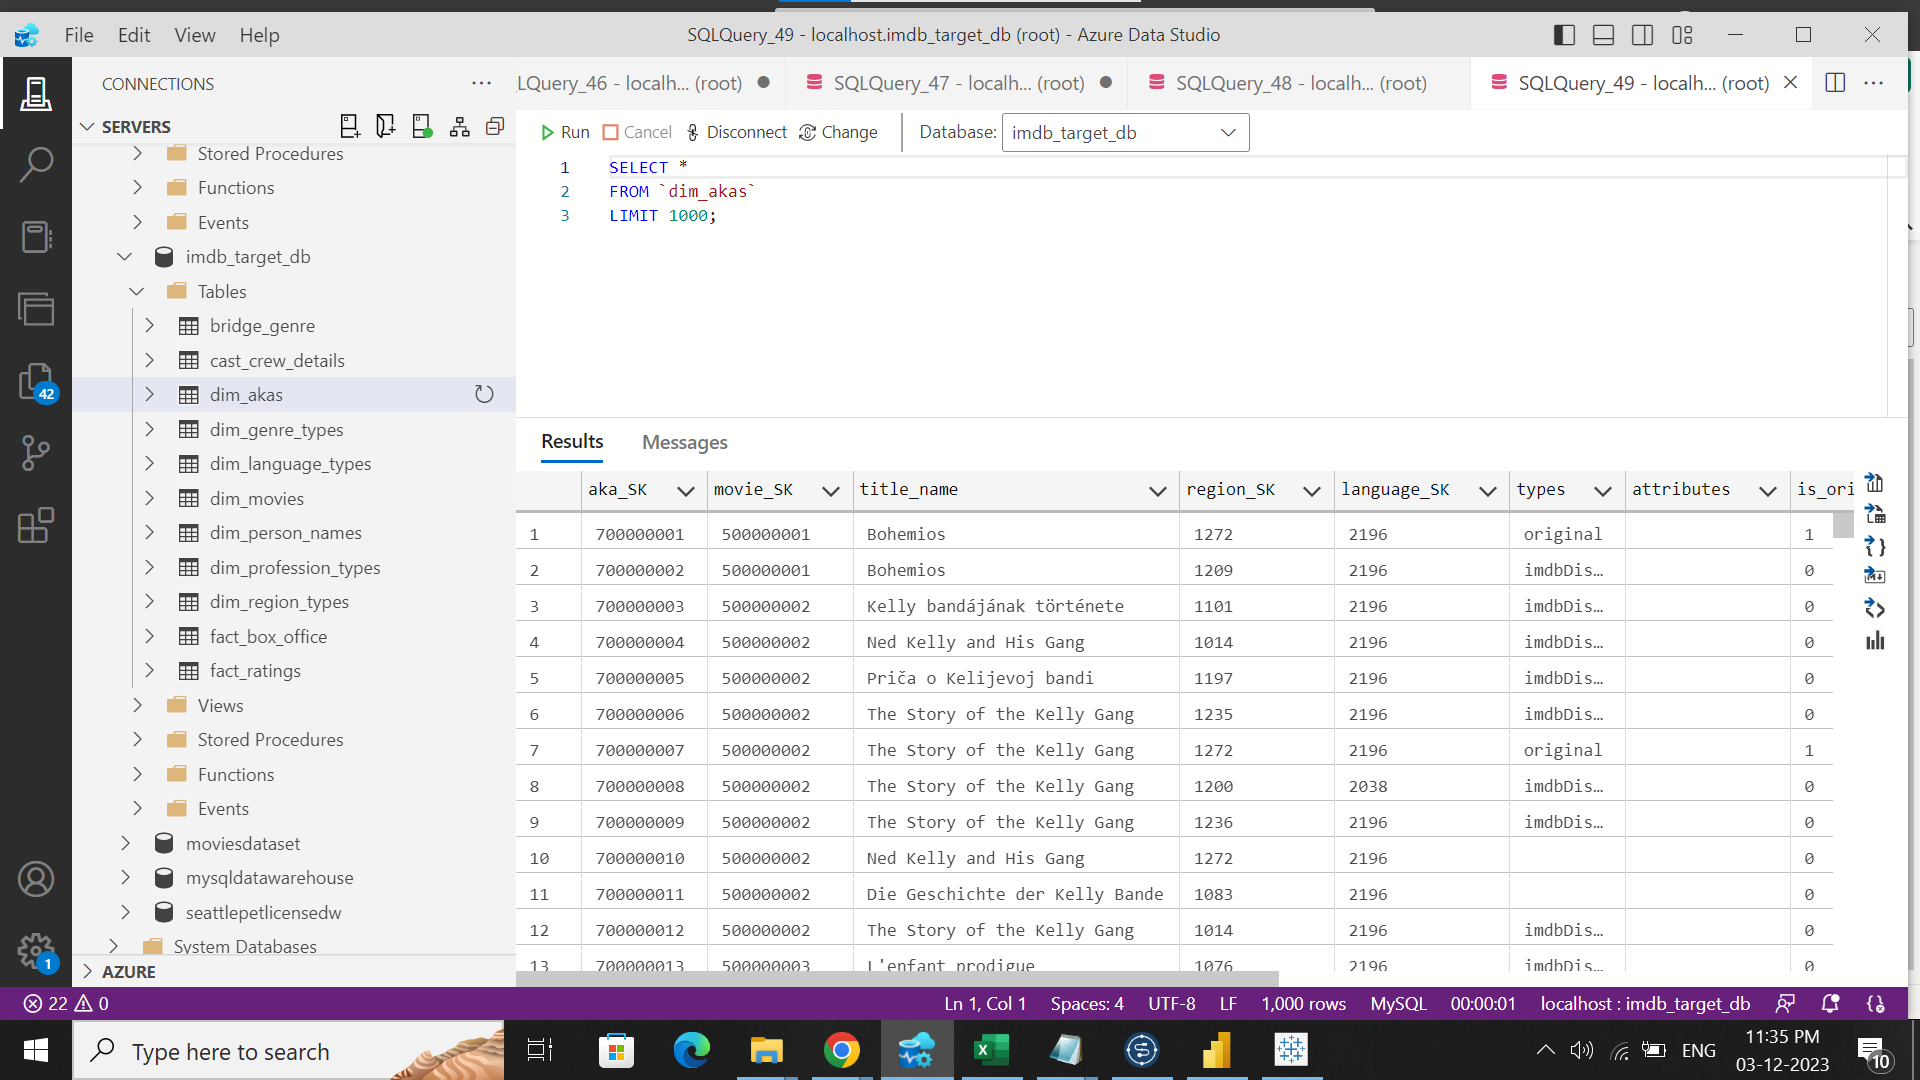 File Edit View Help
SQLQuery_49 - localhost.imdb_target_db (root) - Azure Data Studio
CONNECTIONS
LQuery_46 - localh... (root)
SQLQuery_47 - localh... (root)
SQLQuery_48 - localh... (root)
SQLQuery_49 - localh... (root)
SERVERS
Run Cancel Disconnect Change Database: imdb_target_db
Stored Procedures
Functions
Events
imdb_target_db
Tables
bridge_genre
cast_crew_details
dim_akas
dim_genre_types
dim_language_types
dim_movies
dim_person_names
dim_profession_types
dim_region_types
fact_box_office
fact_ratings
Views
Stored Procedures
Functions
Events
moviesdataset
mysqldatawarehouse
seattlepetlicensedw
System Databases
AZURE
42
1
1 SELECT *
2 FROM `dim_akas`
3 LIMIT 1000;
Results Messages
aka_SK movie_SK title_name region_SK language_SK types attributes is_ori
1 700000001 500000001 Bohemios 1272 2196 original 1
2 700000002 500000001 Bohemios 1209 2196 imdbDis… 0
3 700000003 500000002 Kelly bandájának története 1101 2196 imdbDis… 0
4 700000004 500000002 Ned Kelly and His Gang 1014 2196 imdbDis… 0
5 700000005 500000002 Priča o Kelijevoj bandi 1197 2196 imdbDis… 0
6 700000006 500000002 The Story of the Kelly Gang 1235 2196 imdbDis… 0
7 700000007 500000002 The Story of the Kelly Gang 1272 2196 original 1
8 700000008 500000002 The Story of the Kelly Gang 1200 2038 imdbDis… 0
9 700000009 500000002 The Story of the Kelly Gang 1236 2196 imdbDis… 0
10 700000010 500000002 Ned Kelly and His Gang 1272 2196 0
11 700000011 500000002 Die Geschichte der Kelly Bande 1083 2196 0
12 700000012 500000002 The Story of the Kelly Gang 1014 2196 imdbDis… 0
13 700000013 500000003 L'enfant prodigue 1076 2196 imdbDis… 0
22 0
Ln 1, Col 1 Spaces: 4 UTF-8 LF 1,000 rows MySQL 00:00:01 localhost : imdb_target_db
Type here to search
ENG
11:35 PM
03-12-2023
10